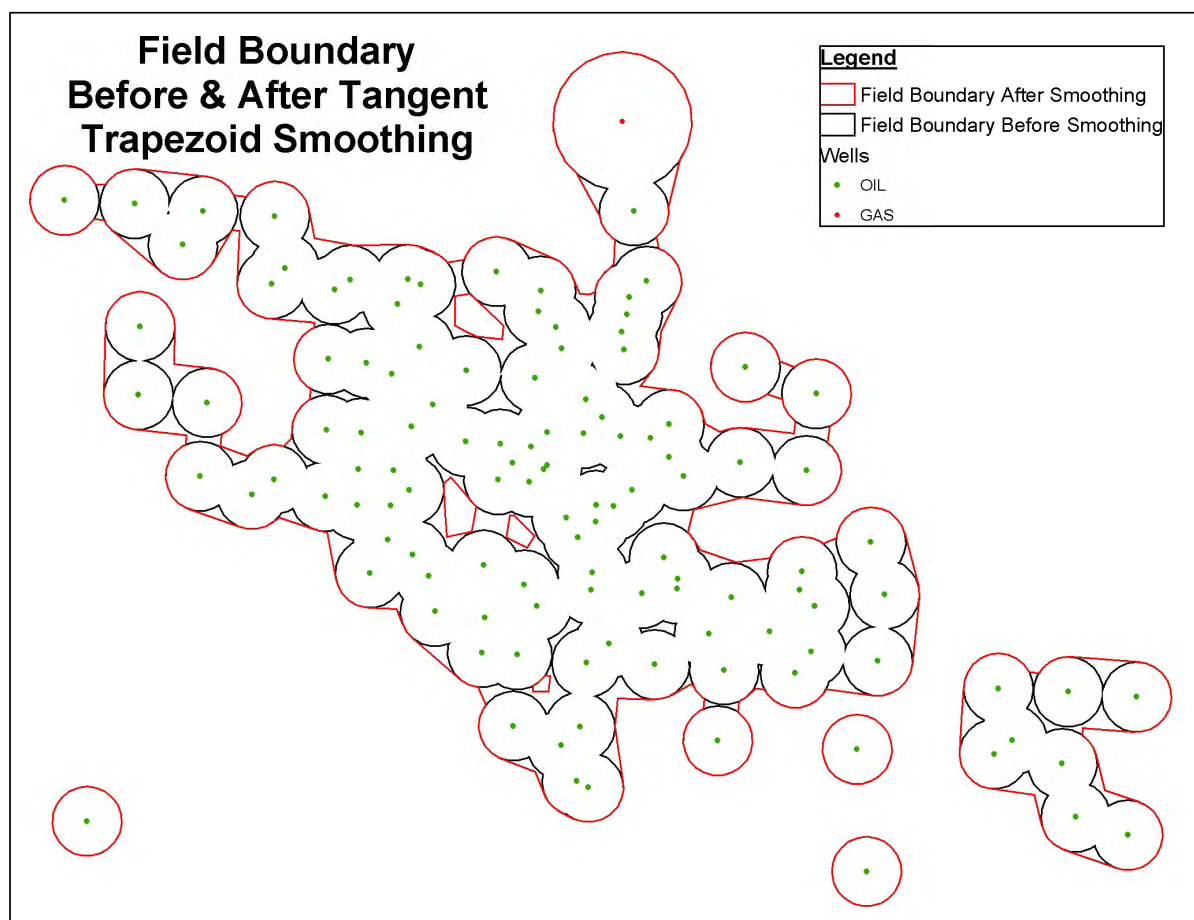 Field Boundary
Before & After Tangent
Trapezoid Smoothing
Legend
Field Boundary After Smoothing
Field Boundary Before Smoothing
Wells
OIL
GAS